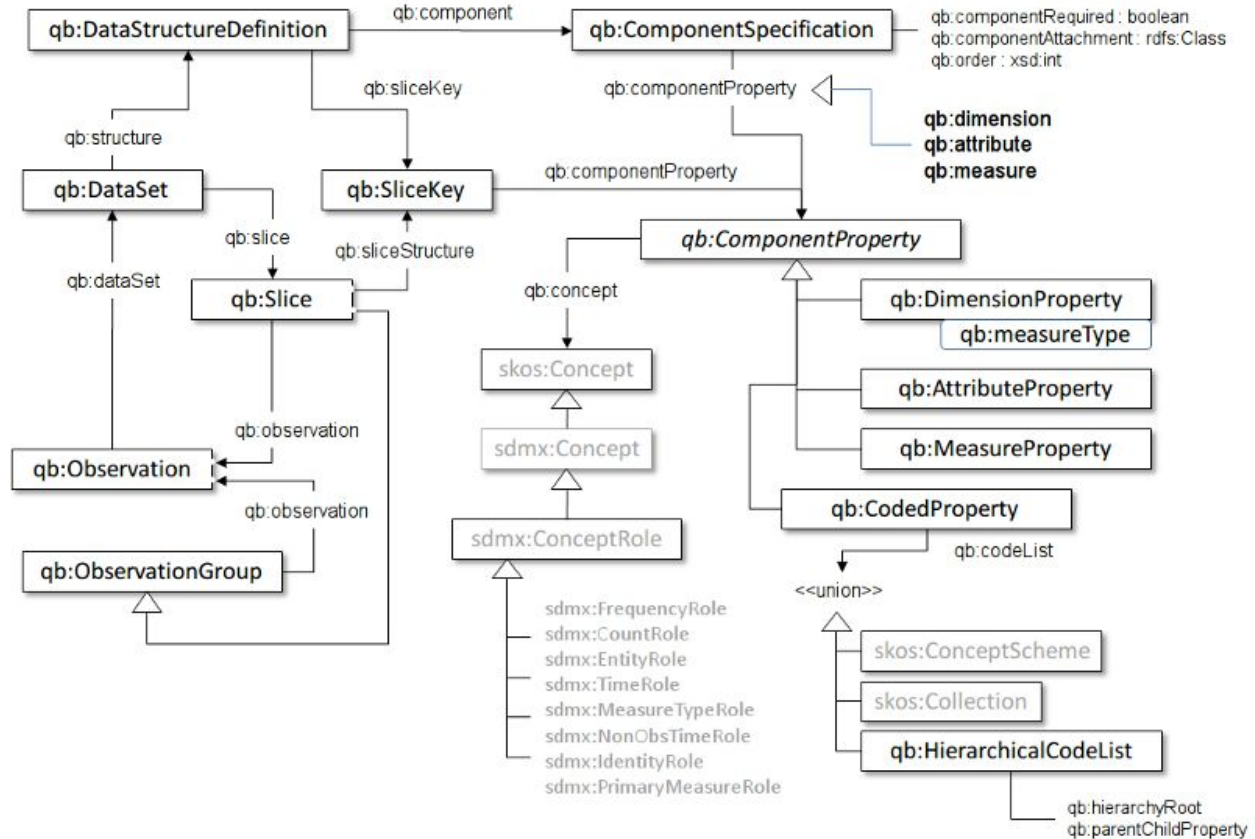 qb:component
qb:DataStructureDefinition
qb:ComponentSpecification
qb:componentRequired : boolean
qb:componentAttachment : rdfs:Class
qb:order : xsd:int
qb:sliceKey
qb:componentProperty
qb:dimension
qb:attribute
qb:measure
qb:structure
qb:DataSet
qb:SliceKey
qb:componentProperty
qb:slice
qb:sliceStructure
qb:dataSet
qb:Slice
qb:ComponentProperty
qb:concept
qb:DimensionProperty
qb:measureType
skos:Concept
qb:AttributeProperty
qb:observation
sdmx:Concept
qb:MeasureProperty
qb:Observation
qb:observation
qb:CodedProperty
sdmx:ConceptRole
qb:codeList
qb:ObservationGroup
<<union>>
sdmx:FrequencyRole
sdmx:CountRole
sdmx:EntityRole
sdmx:TimeRole
sdmx:MeasureTypeRole
sdmx:NonObsTimeRole
sdmx:IdentityRole
sdmx:PrimaryMeasureRole
skos:ConceptScheme
skos:Collection
qb:HierarchicalCodeList
qb:hierarchyRoot
qb:parentChildProperty